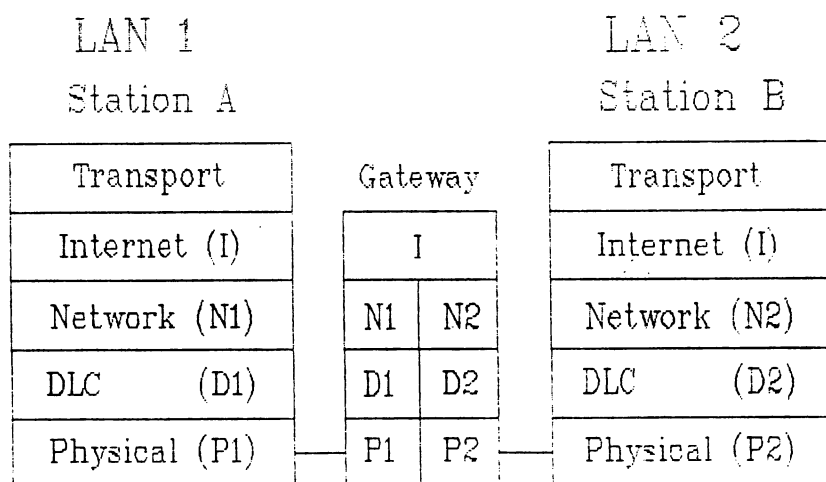 LAN 1
LAN 2
Station A
Station B
Transport
Gateway
Transport
Internet (I)
I
Internet (I)
Network (N1)
N1
N2
Network (N2)
DLC (D1)
D1
D2
DLC (D2)
Physical (P1)
P1
P2
Physical (P2)